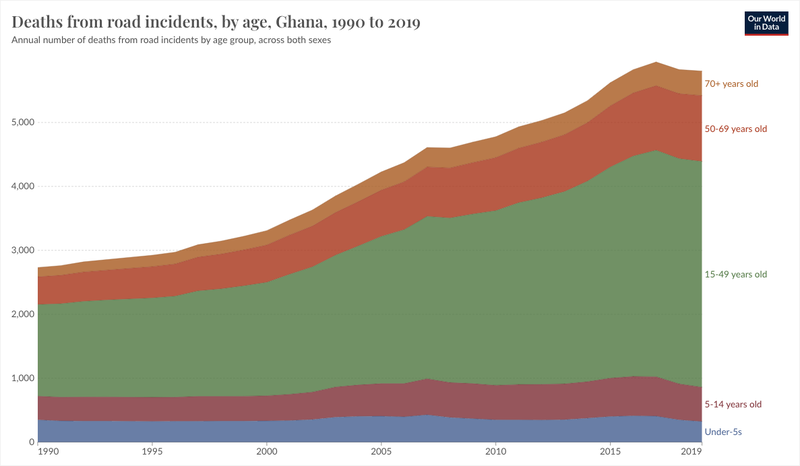 Deaths from road incidents, by age, Ghana, 1990 to 2019
Annual number of deaths from road incidents by age group, across both sexes
Our World
in Data
70+ years old
5,000
50-69 years old
4,000
3,000
15-49 years old
2,000
1,000
5-14 years old
Under-5s
0
1990
1995
2000
2005
2010
2015
2019